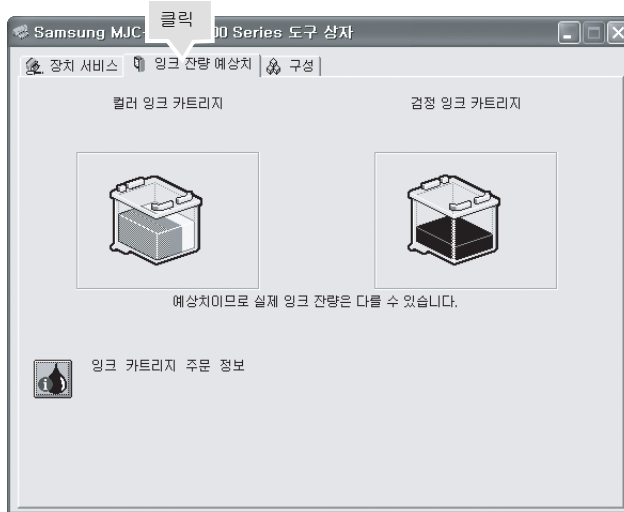 클릭
Samsung MJC- 00 Series 도구 상자
장치 서비스 잉크 잔량 예상치 구성
컬러 잉크 카트리지 검정 잉크 카트리지
예상치이므로 실제 잉크 잔량은 다를 수 있습니다.
잉크 카트리지 주문 정보